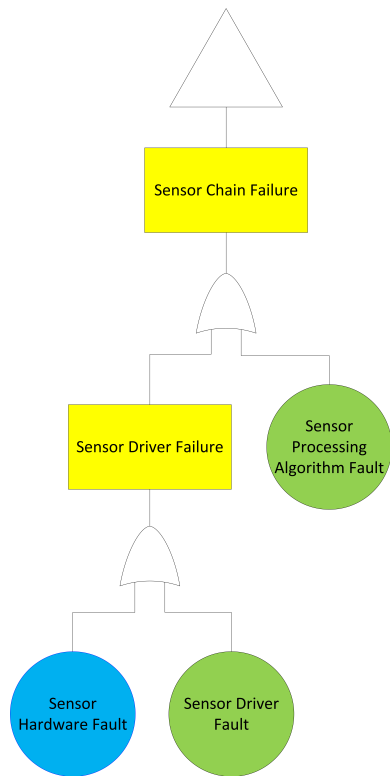 Sensor Chain Failure
Sensor Driver Failure
Sensor
Processing
Algorithm Fault
Sensor
Hardware Fault
Sensor Driver
Fault